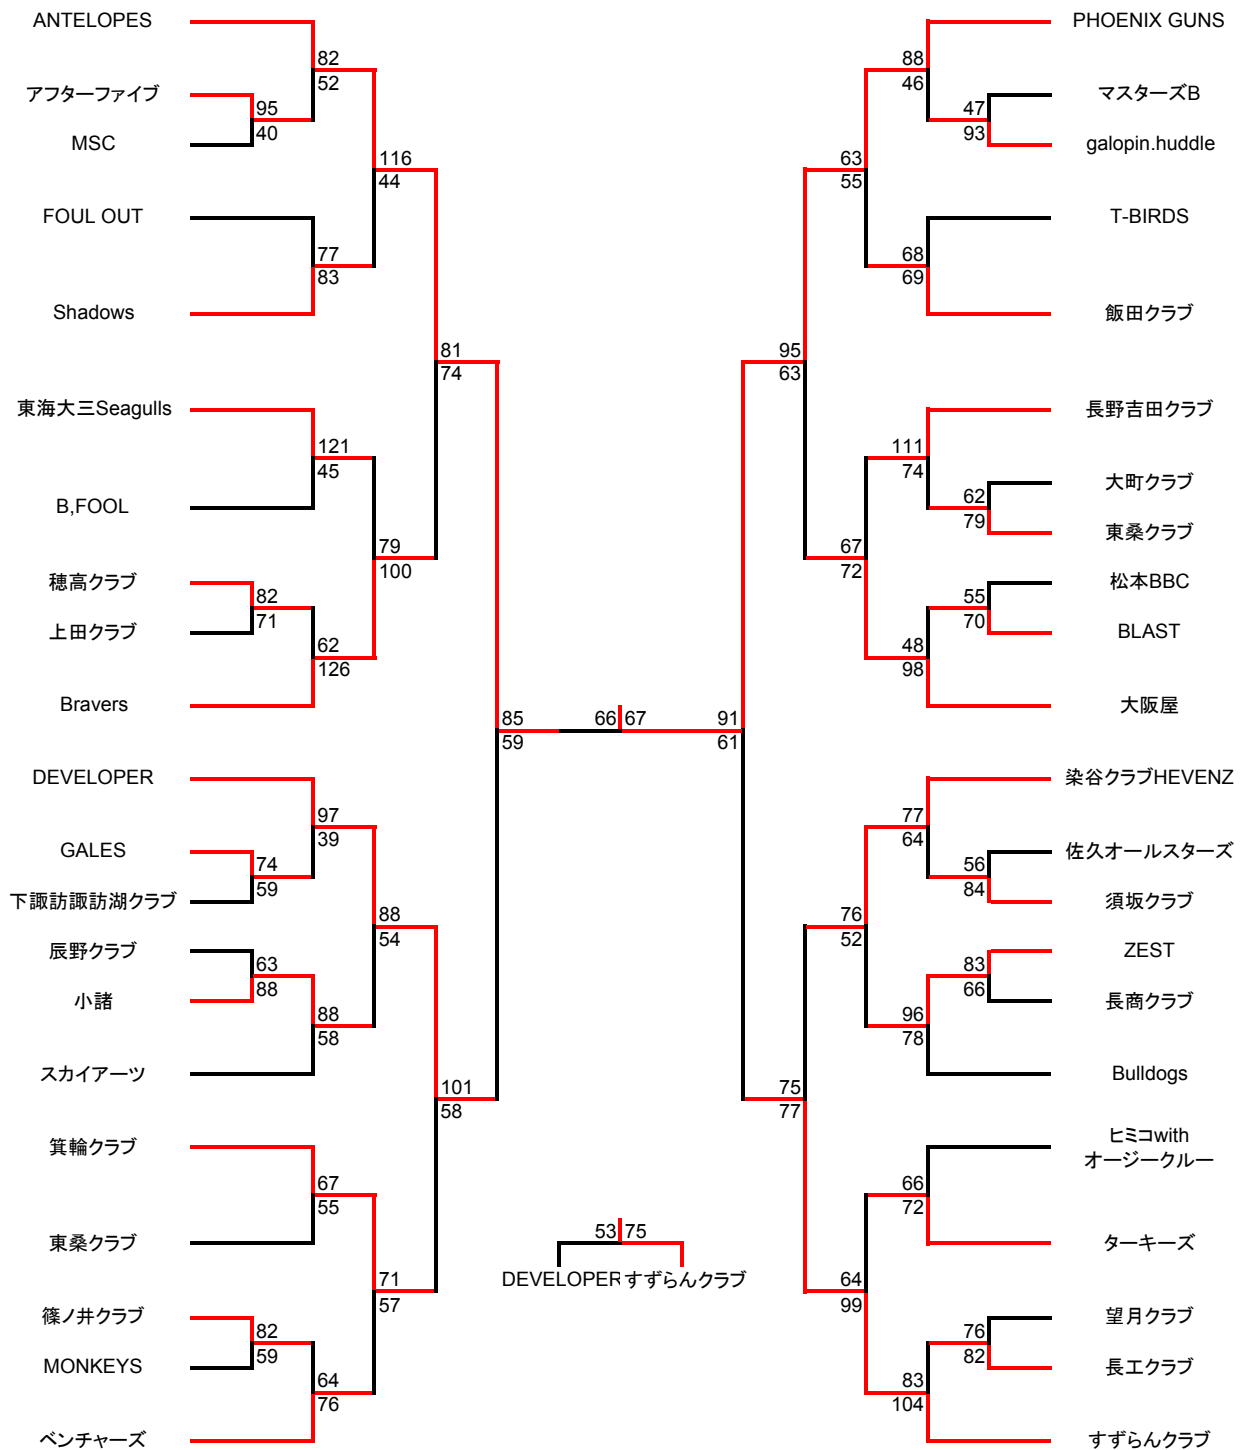 ANTELOPES
82
52
アフターファイブ
95
40
MSC
116
44
FOUL OUT
77
83
Shadows
81
74
東海大三Seagulls
121
45
B,FOOL
79
100
穂高クラブ
82
71
上田クラブ
62
126
Bravers
85
59
DEVELOPER
97
39
GALES
74
59
下諏訪諏訪湖クラブ
88
54
辰野クラブ
63
88
小諸
88
58
スカイアーツ
101
58
箕輪クラブ
67
55
東桑クラブ
71
57
篠ノ井クラブ
82
59
MONKEYS
64
76
ベンチャーズ
66 67
53 75
DEVELOPER すずらんクラブ
PHOENIX GUNS
88
46
マスターズB
47
93
galopin.huddle
63
55
T-BIRDS
68
69
飯田クラブ
95
63
長野吉田クラブ
111
74
大町クラブ
62
79
東桑クラブ
67
72
松本BBC
55
70
BLAST
48
98
大阪屋
91
61
染谷クラブHEVENZ
77
64
佐久オールスターズ
56
84
須坂クラブ
76
52
ZEST
83
66
長商クラブ
96
78
Bulldogs
75
77
ヒミコwith
オージークルー
66
72
ターキーズ
64
99
望月クラブ
76
82
長工クラブ
83
104
すずらんクラブ